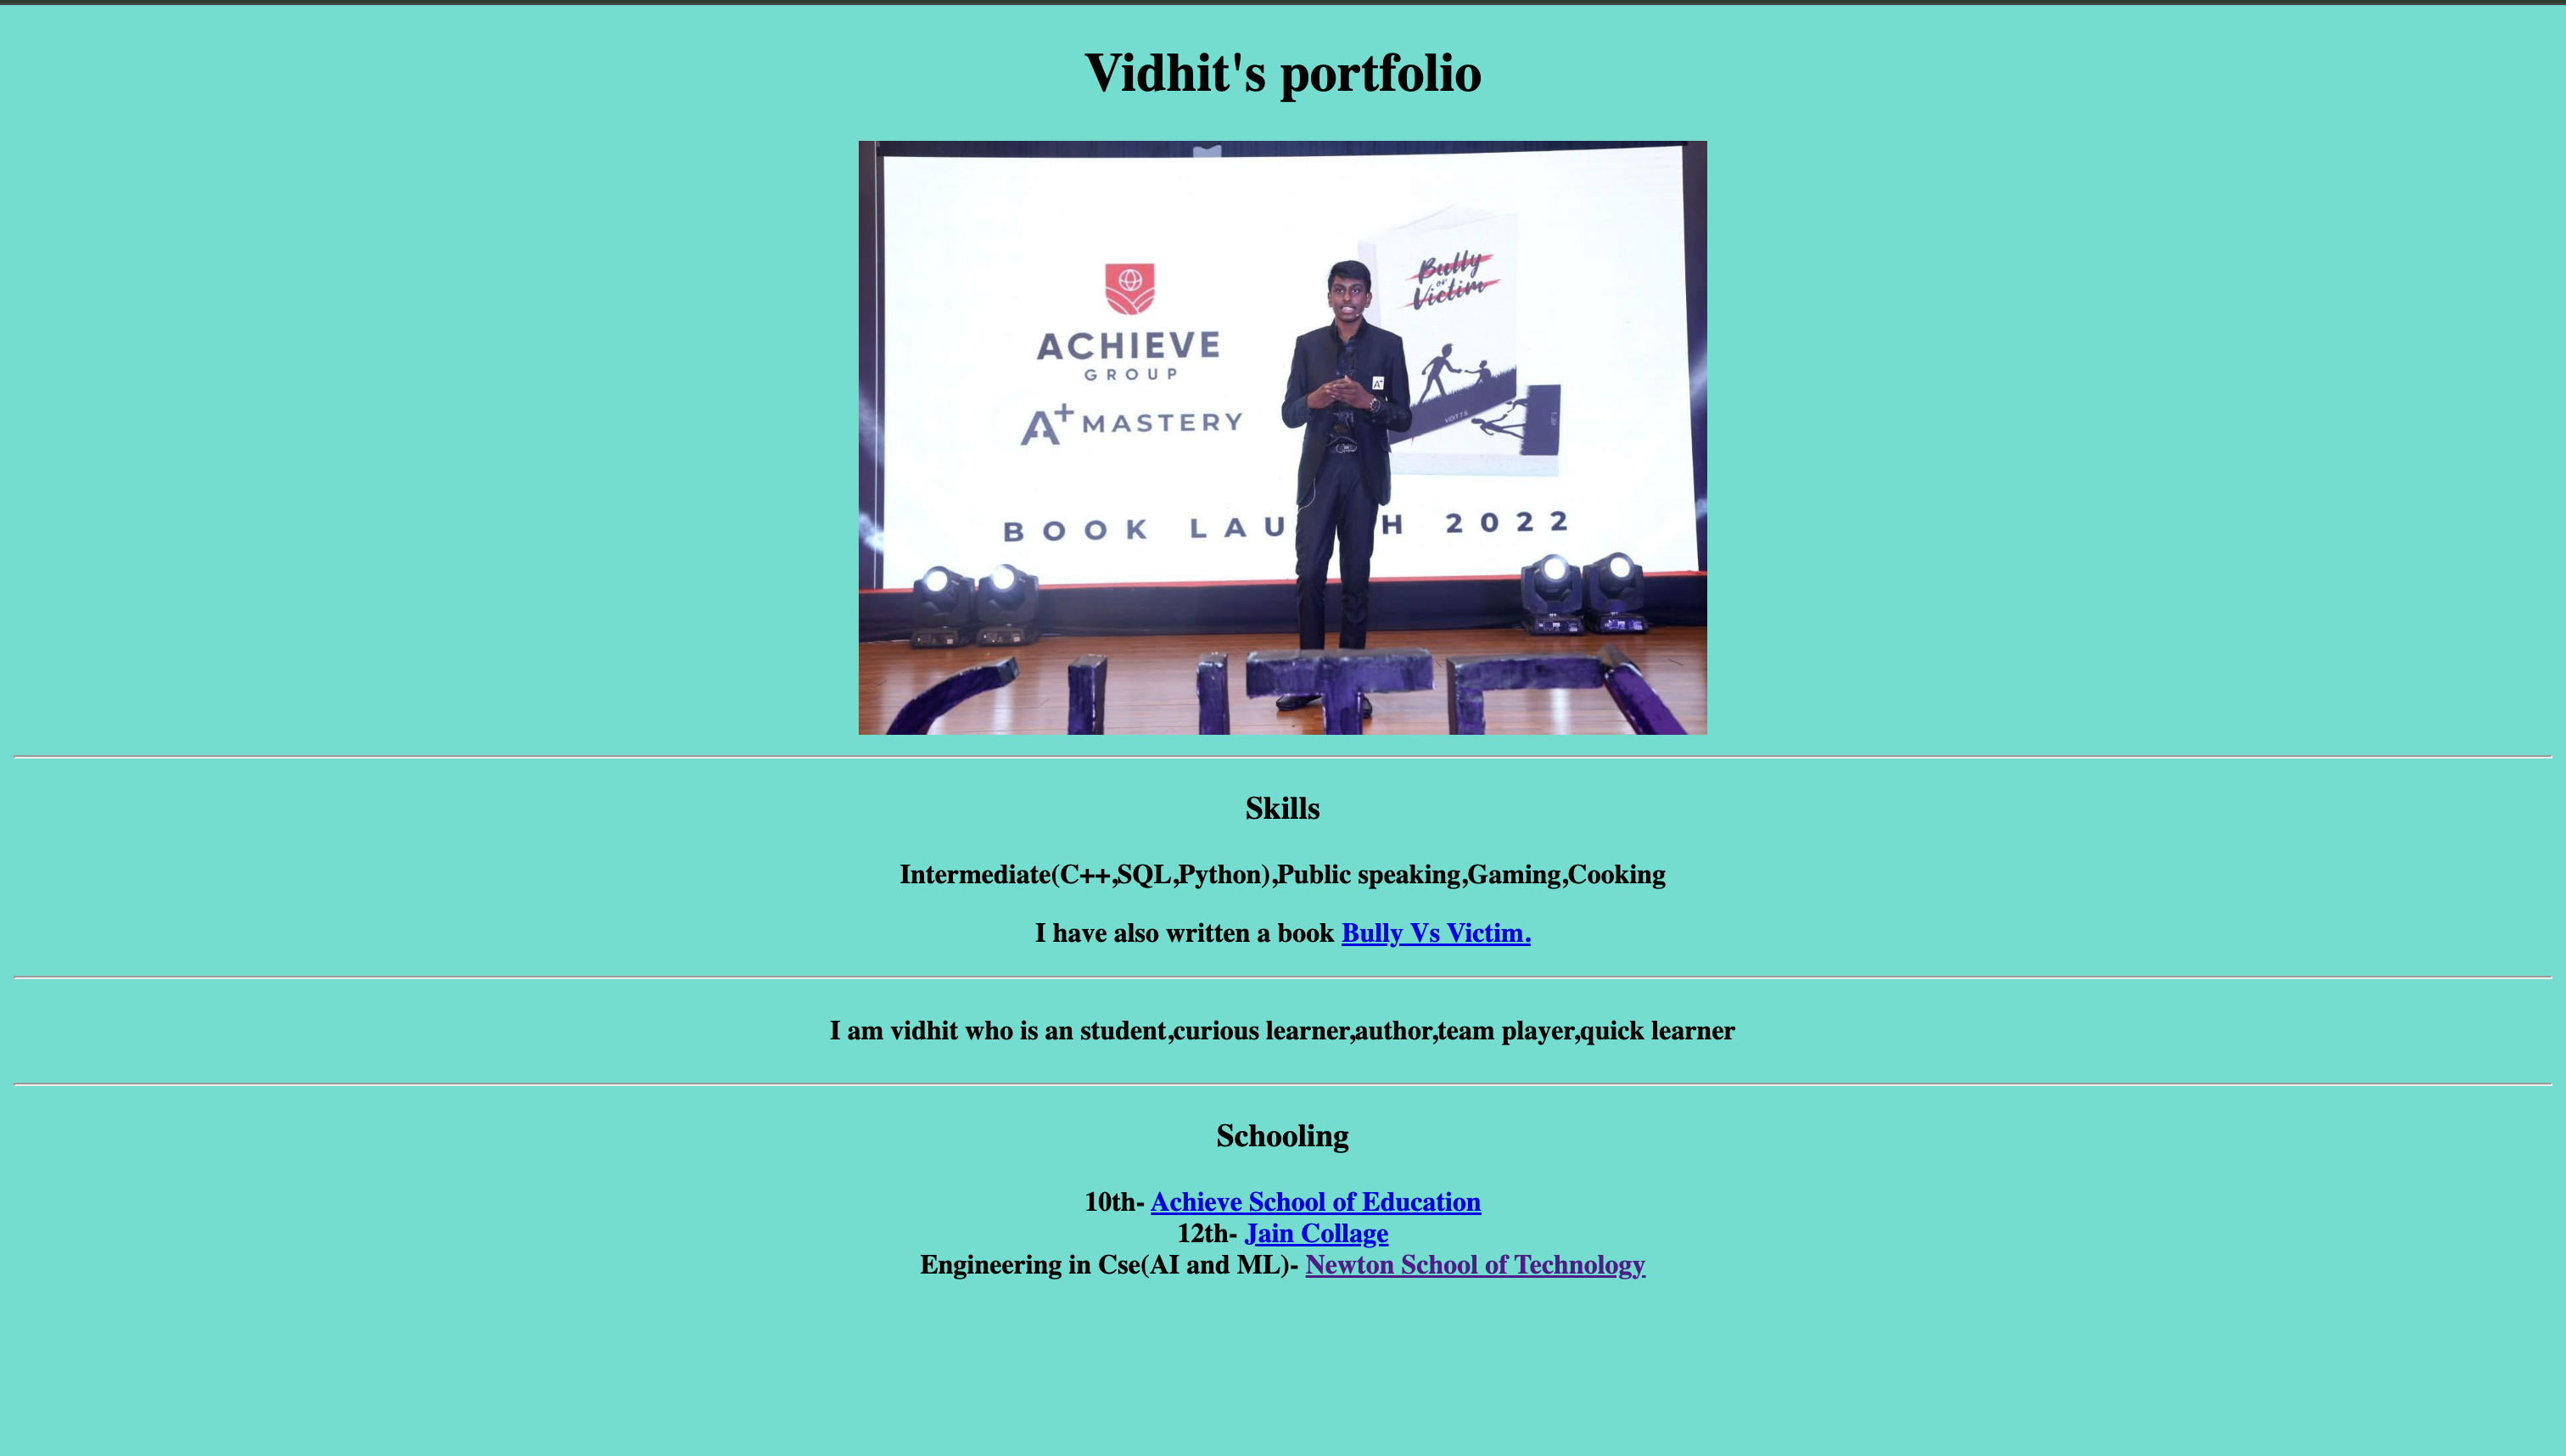 Vidhit's portfolio
Bully
or
Victim
ACHIEVE
GROUP
A+ MASTERY
A+
BOOK LAU H 2022
Skills
Intermediate(C++,SQL,Python),Public speaking,Gaming,Cooking
I have also written a book Bully Vs Victim.
I am vidhit who is an student,curious learner,author,team player,quick learner
Schooling
10th- Achieve School of Education
12th- Jain Collage
Engineering in Cse(AI and ML)- Newton School of Technology